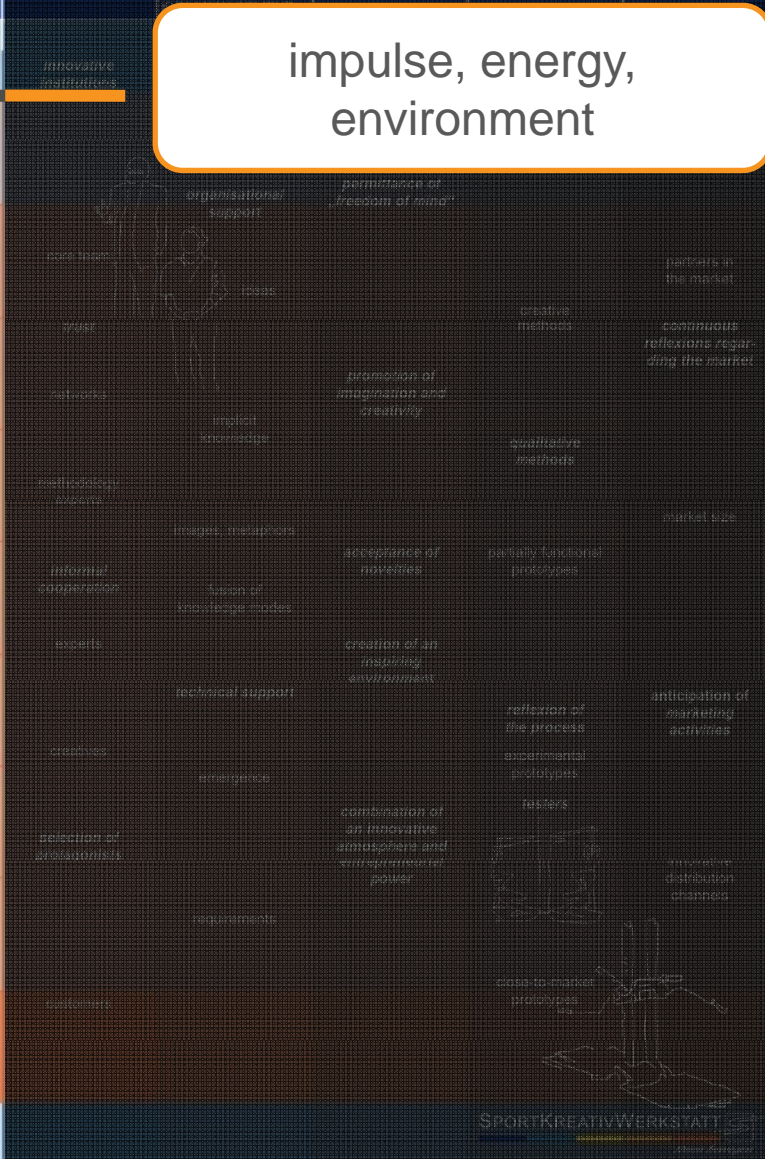 impulse, energy,
environment
innovative
institutions
core team
trust
networks
methodology
experts
informal
cooperation
experts
creatives
selection of
protagonists
customers
organisational
support
ideas
implicit
knowledge
images, metaphors
fusion of
knowledge modes
technical support
emergence
requirements
permittance of
„freedom of mind“
promotion of
imagination and
creativity
acceptance of
novelties
creation of an
inspiring
environment
combination of
an innovative
atmosphere and
entrepreneurial
power
creative
methods
qualitative
methods
partially functional
prototypes
reflexion of
the process
experimental
prototypes
testers
close-to-market
prototypes
partners in
the market
continuous
reflexions regar-
ding the market
market size
anticipation of
marketing
activities
innovative
distribution
channels
SPORTKREATIVWERKSTATT